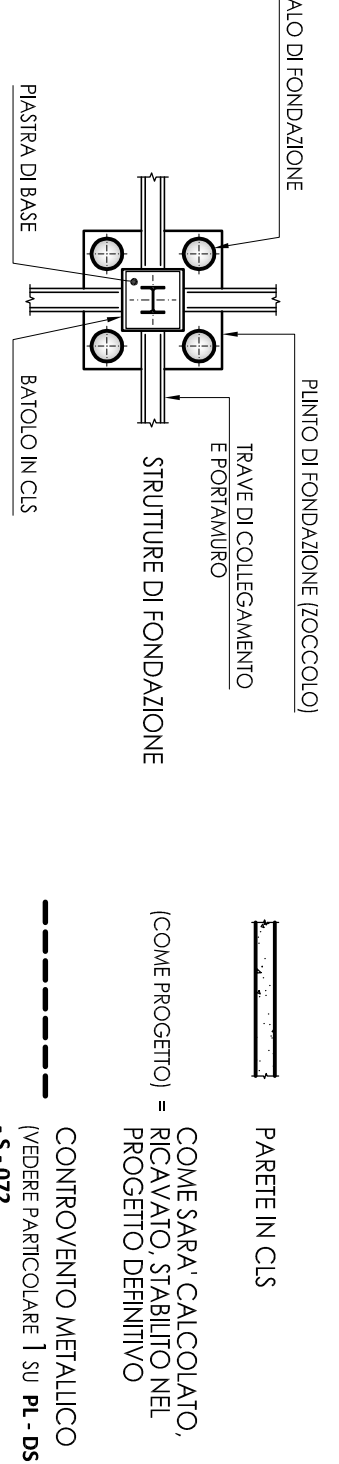 PALO DI FONDAZIONE
PLINTO DI FONDAZIONE (ZOCCOLO)
TRAVE DI COLLEGAMENTO
E PORTAMURO
STRUTTURE DI FONDAZIONE
PIASTRA DI BASE
BATOLO IN CLS
PARETE IN CLS
(COME PROGETTO) =
COME SARA' CALCOLATO,
RICAVATO, STABILITO NEL
PROGETTO DEFINITIVO
CONTROVENTO METALLICO
(VEDERE PARTICOLARE 1 SU PL - DS
- S - 072